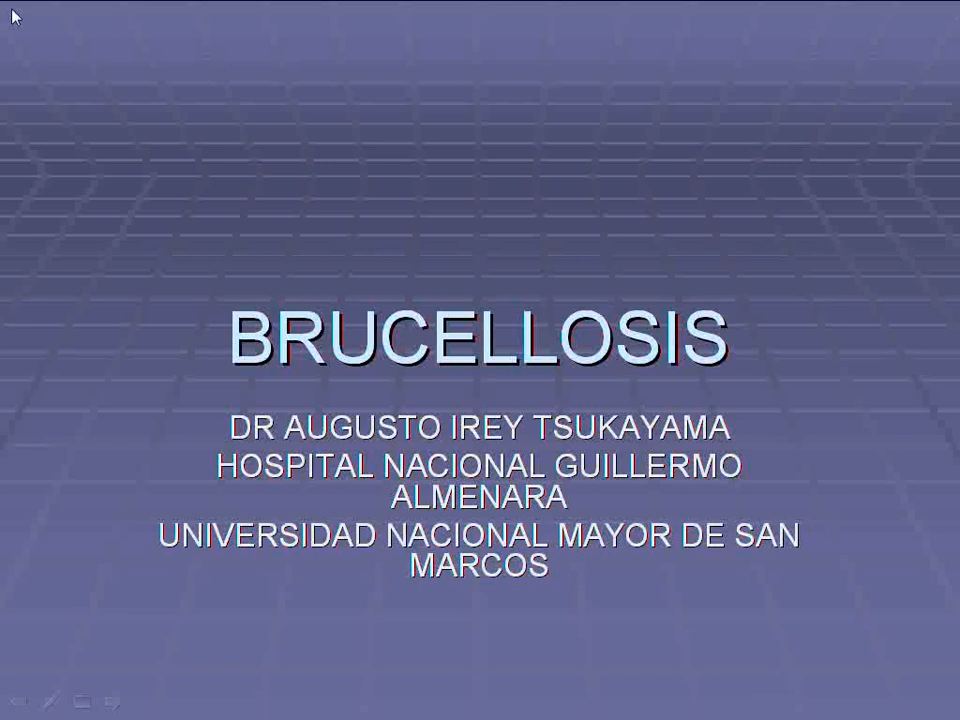 BRUCELLOSIS
DR AUGUSTO IREY TSUKAYAMA
HOSPITAL NACIONAL GUILLERMO
ALMENARA
UNIVERSIDAD NACIONAL MAYOR DE SAN
MARCOS